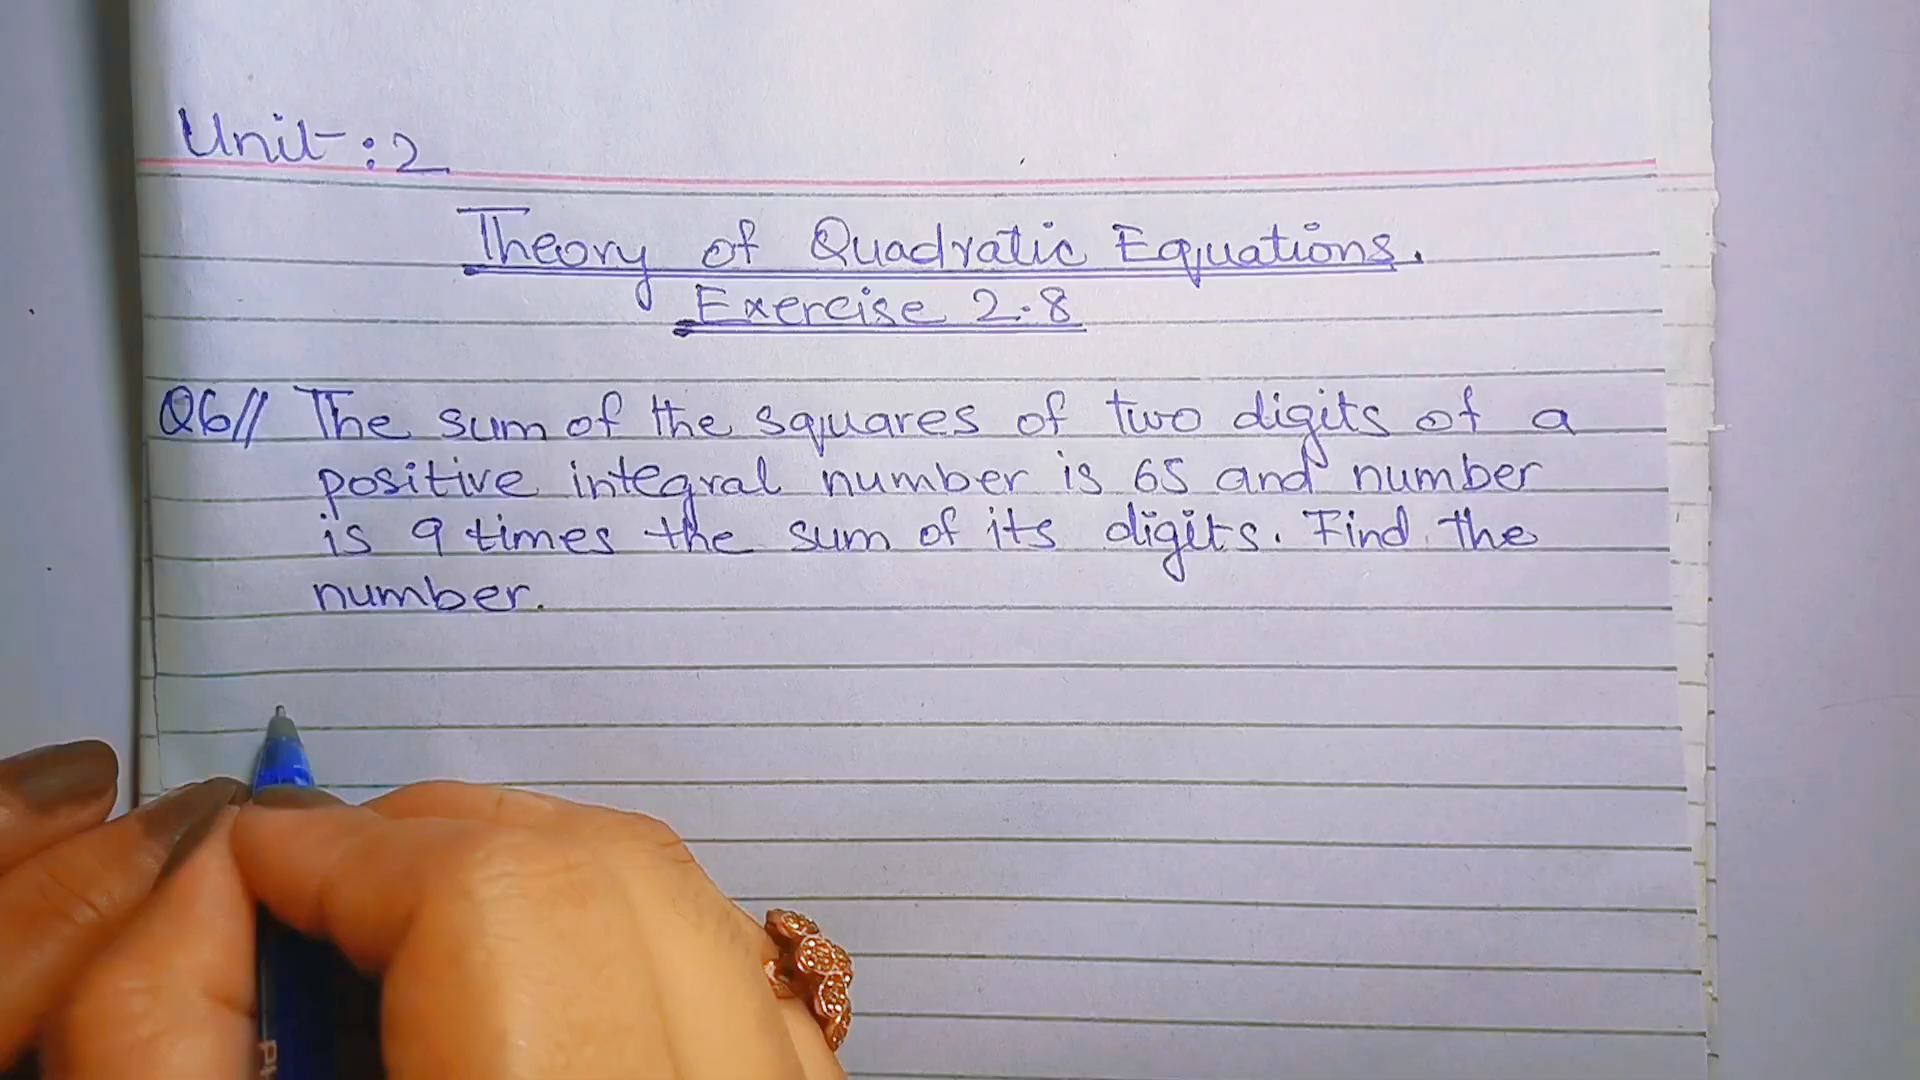 Unit:2
Theory of Quadratic Equations.
Exercise 2.8
Q6// The sum of the squares of two digits of a
positive integral number is 65 and number
is 9 times the sum of its digits. Find the
number.